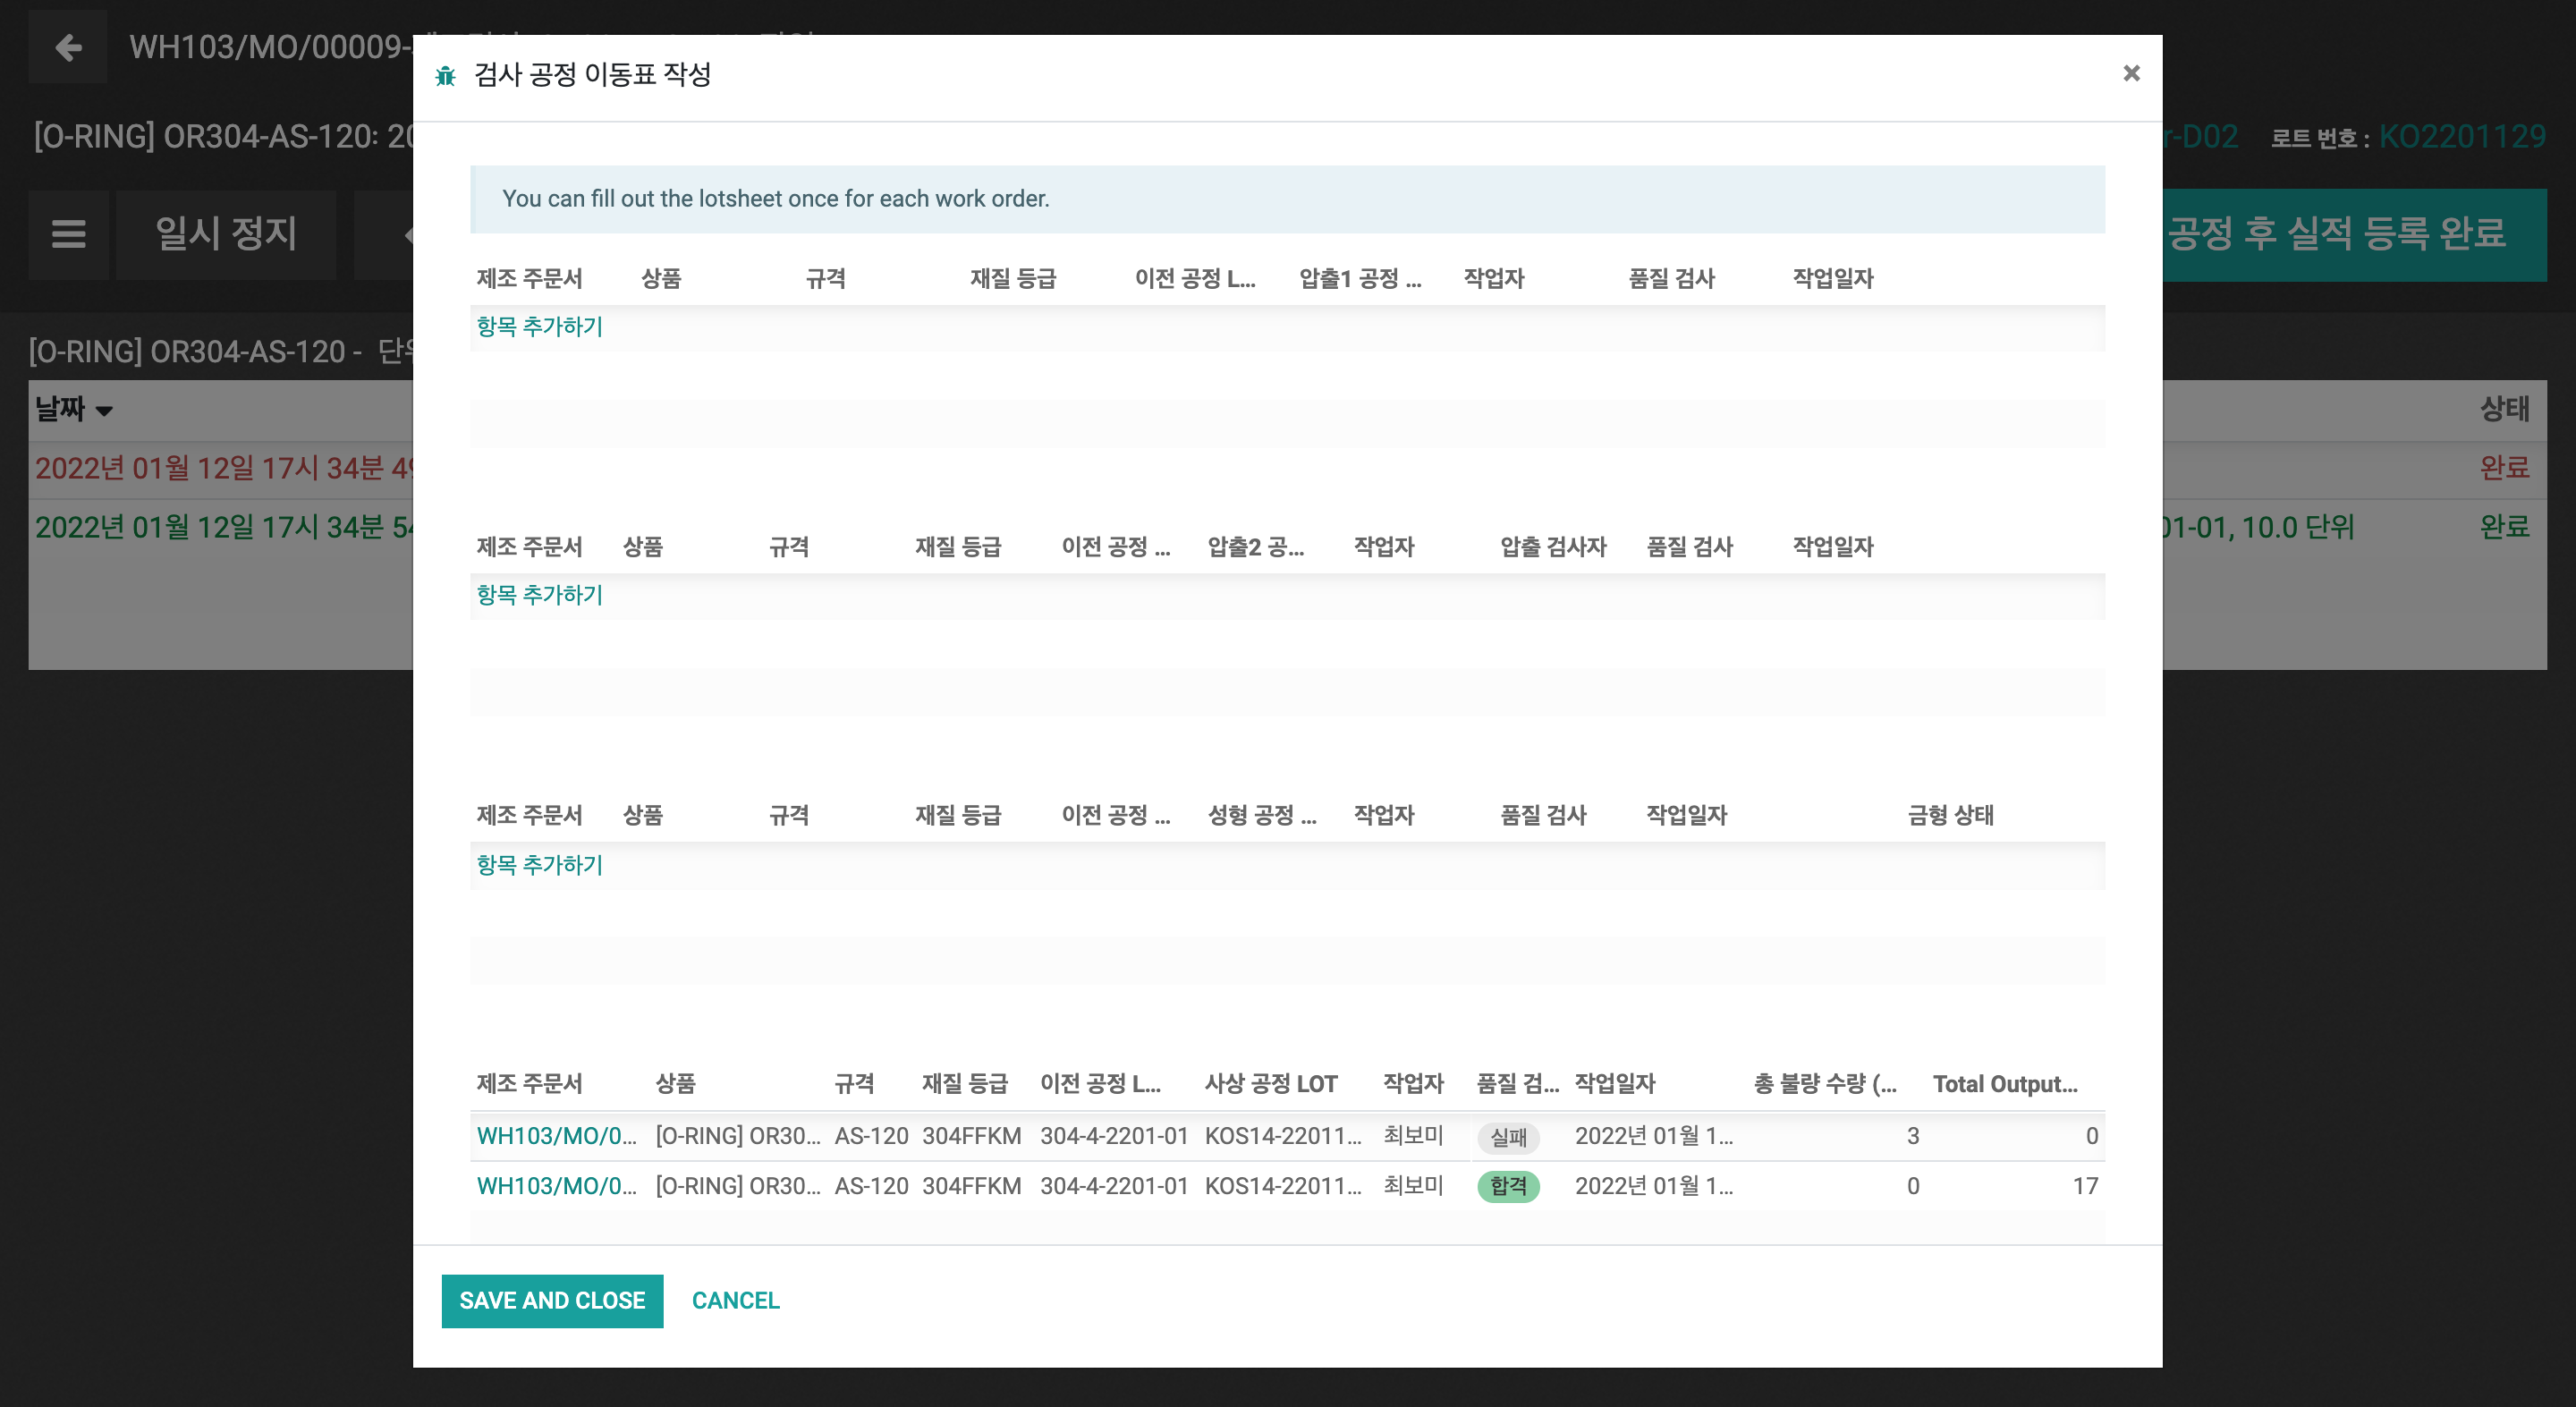 WH103/MO/00009-
검사 공정 이동표 작성
[O-RING] OR304-AS-120: 20
r-D02 로트 번호 : KO2201129
You can fill out the lotsheet once for each work order.
일시 정지
공정 후 실적 등록 완료
제조 주문서 상품 규격 재질 등급 이전 공정 L... 압출1 공정 ... 작업자 품질 검사 작업일자
항목 추가하기
[O-RING] OR304-AS-120 - 단위
날짜 상태
2022년 01월 12일 17시 34분 49 완료
2022년 01월 12일 17시 34분 54 01-01, 10.0 단위 완료
제조 주문서 상품 규격 재질 등급 이전 공정 ... 압출2 공... 작업자 압출 검사자 품질 검사 작업일자
항목 추가하기
제조 주문서 상품 규격 재질 등급 이전 공정 ... 성형 공정 ... 작업자 품질 검사 작업일자 금형 상태
항목 추가하기
제조 주문서 상품 규격 재질 등급 이전 공정 L... 사상 공정 LOT 작업자 품질 검... 작업일자 총 불량 수량 (... Total Output...
WH103/MO/0... [O-RING] OR30... AS-120 304FFKM 304-4-2201-01 KOS14-22011... 최보미 실패 2022년 01월 1... 3 0
WH103/MO/0... [O-RING] OR30... AS-120 304FFKM 304-4-2201-01 KOS14-22011... 최보미 합격 2022년 01월 1... 0 17
SAVE AND CLOSE CANCEL